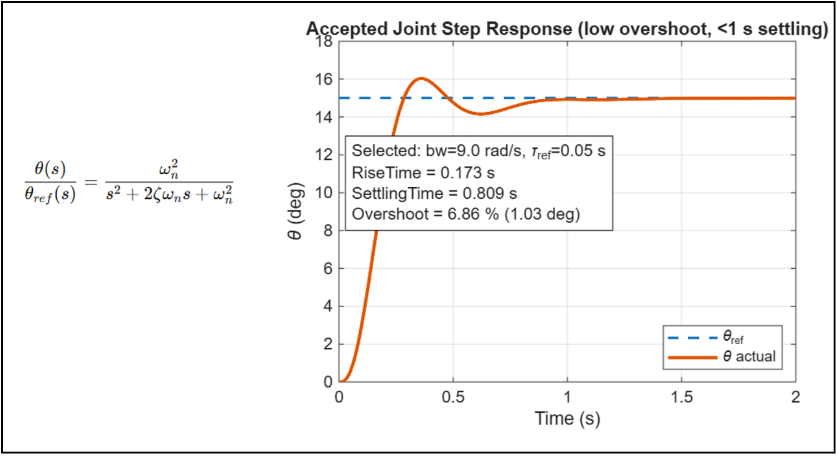 Accepted Joint Step Response (low overshoot, <1 s settling)
θ(s)/θ_ref(s) = ω_n^2/(s^2 + 2ζω_n s + ω_n^2)
18
16
14
12
10
8
6
4
2
0
θ (deg)
Selected: bw=9.0 rad/s, τ_ref=0.05 s
RiseTime = 0.173 s
SettlingTime = 0.809 s
Overshoot = 6.86 % (1.03 deg)
θ_ref
θ actual
0 0.5 1 1.5 2
Time (s)